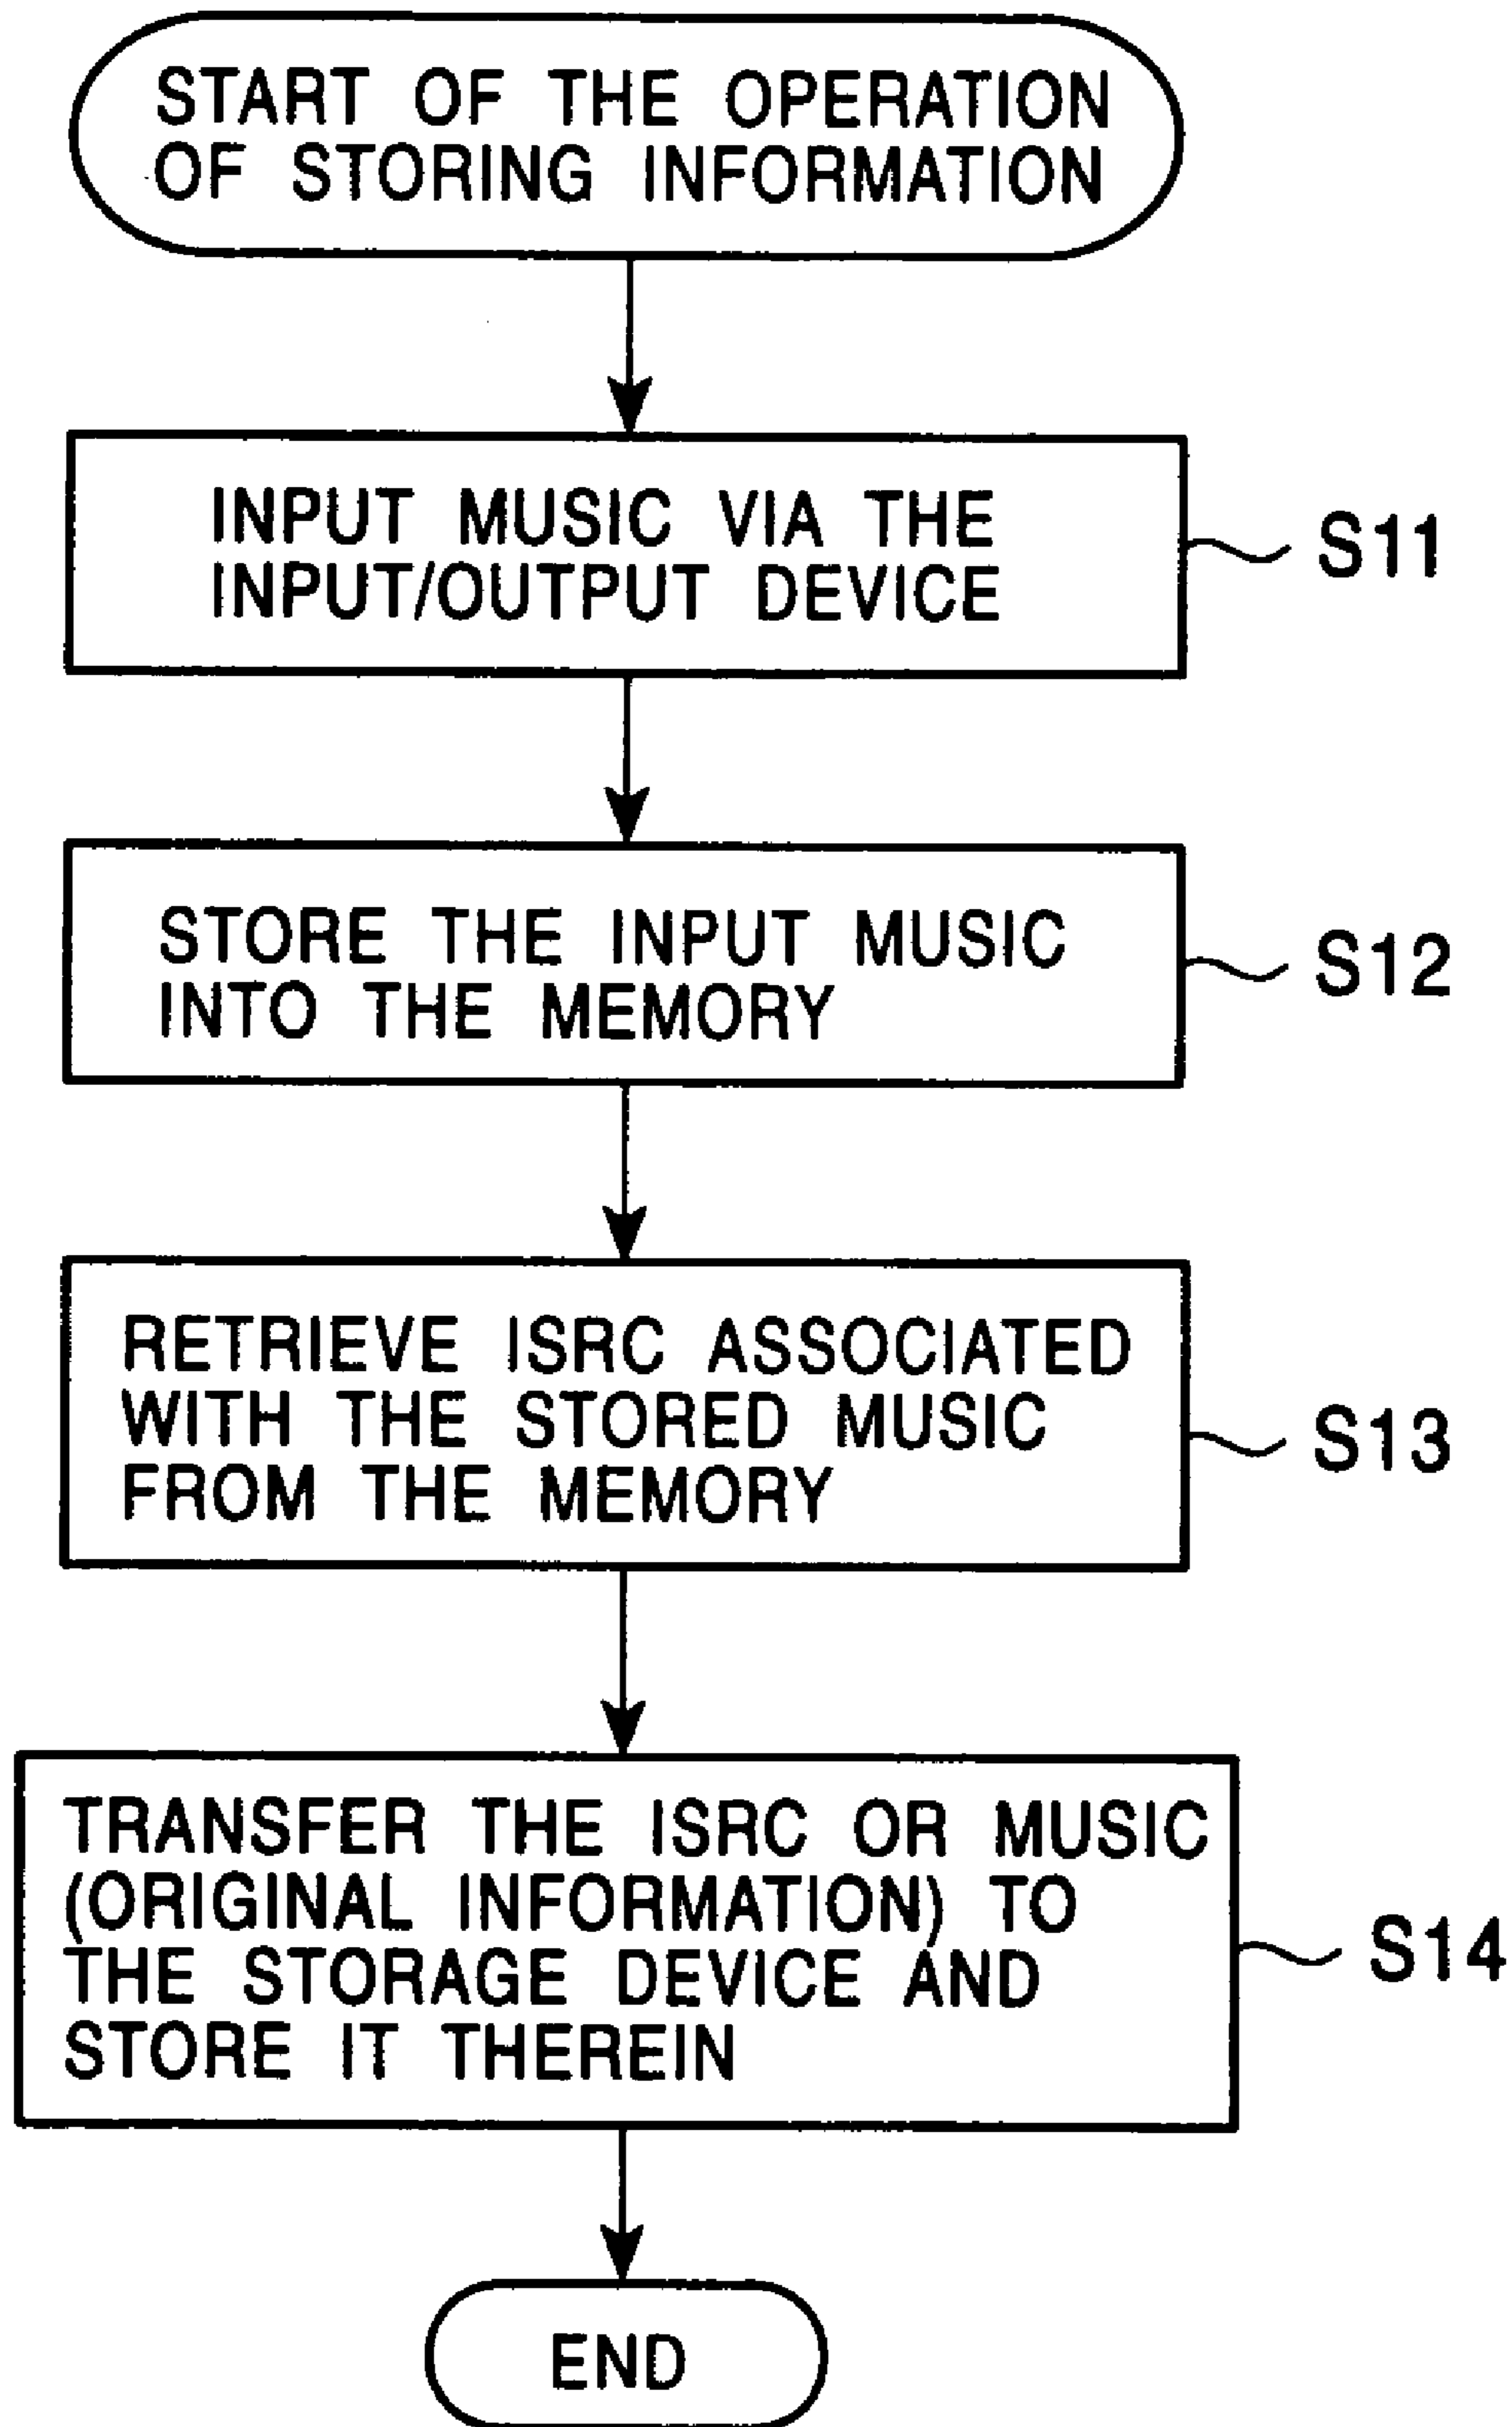 START OF THE OPERATION
OF STORING INFORMATION
INPUT MUSIC VIA THE
INPUT/OUTPUT DEVICE
S11
STORE THE INPUT MUSIC
INTO THE MEMORY
S12
RETRIEVE ISRC ASSOCIATED
WITH THE STORED MUSIC
FROM THE MEMORY
S13
TRANSFER THE ISRC OR MUSIC
(ORIGINAL INFORMATION) TO
THE STORAGE DEVICE AND
STORE IT THEREIN
S14
END